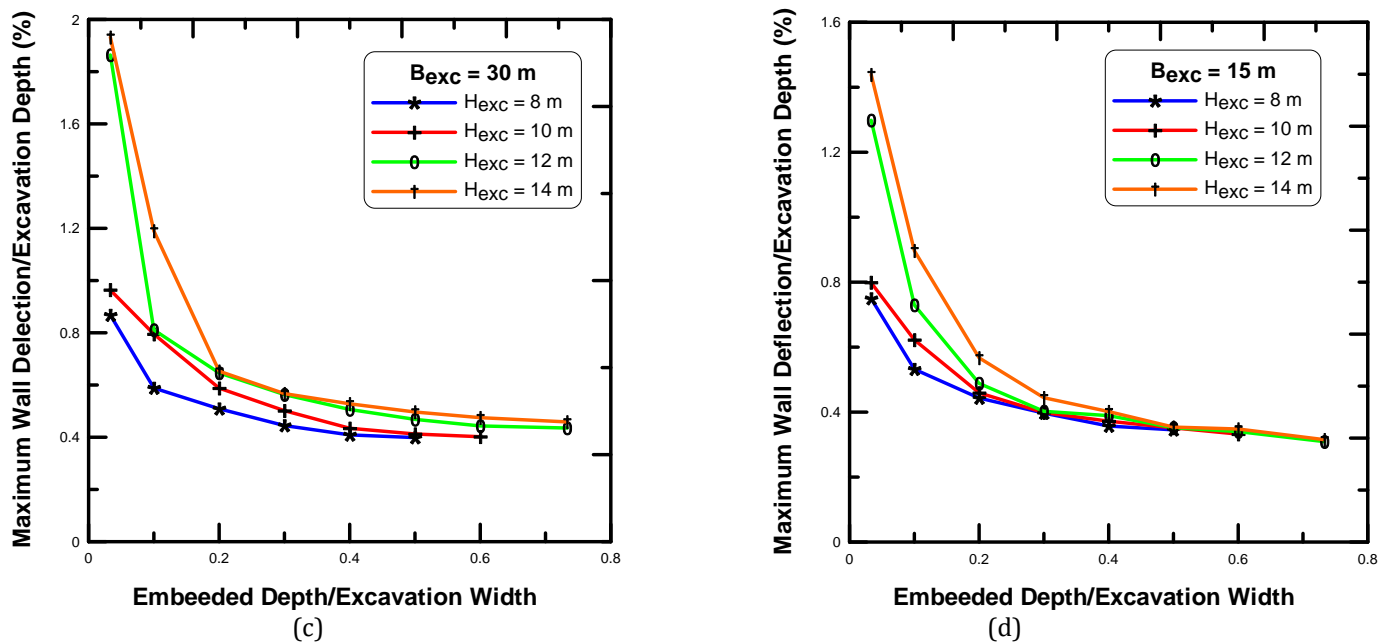 Maximum Wall Delection/Excavation Depth (%)
2
1.6
1.2
0.8
0.4
0
0
0.2
0.4
0.6
0.8
Bexc = 30 m
Hexc = 8 m
Hexc = 10 m
Hexc = 12 m
Hexc = 14 m
Embeeded Depth/Excavation Width
(c)
Maximum Wall Deflection/Excavation Depth (%)
1.6
1.2
0.8
0.4
0
0
0.2
0.4
0.6
0.8
Bexc = 15 m
Hexc = 8 m
Hexc = 10 m
Hexc = 12 m
Hexc = 14 m
Embeeded Depth/Excavation Width
(d)